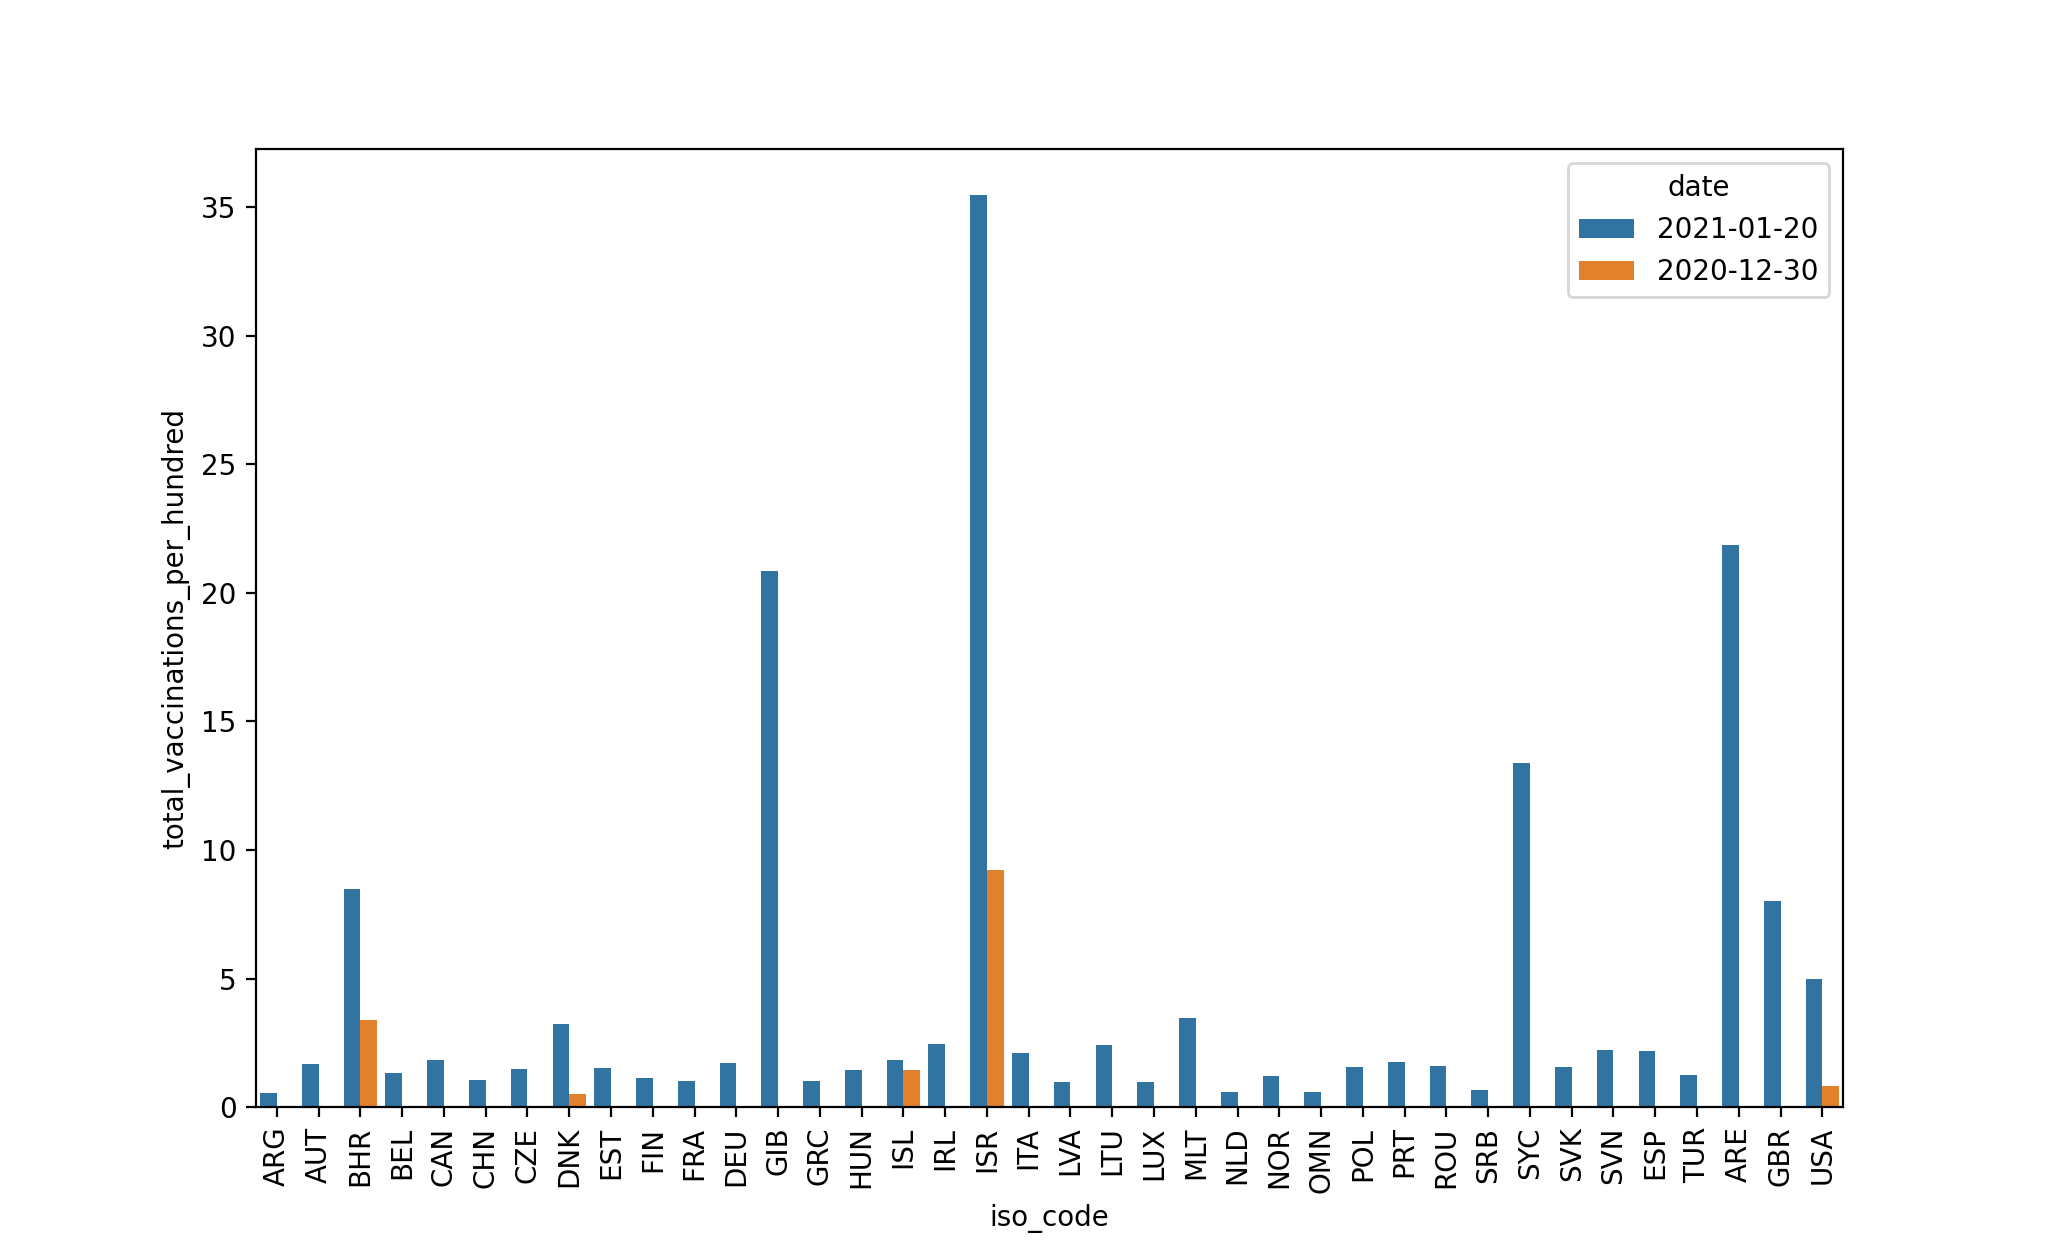 date
2021-01-20
2020-12-30
total_vaccinations_per_hundred
35
30
25
20
15
10
5
0
ARG AUT BHR BEL CAN CHN CZE DNK EST FIN FRA DEU GIB GRC HUN ISL IRL ISR ITA LVA LTU LUX MLT NLD NOR OMN POL PRT ROU SRB SYC SVK SVN ESP TUR ARE GBR USA
iso_code